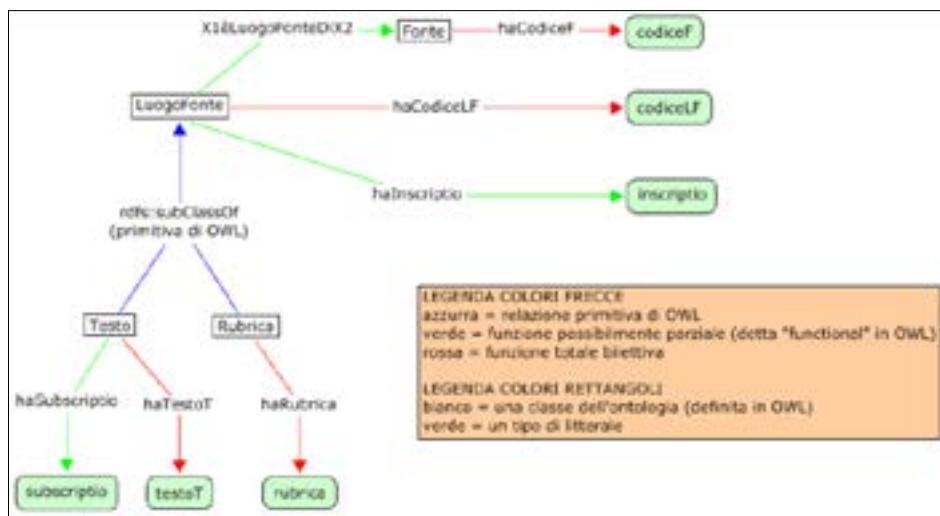 X1èLuogoFonteDiX2
Fonte
haCodiceF
codiceF
LuogoFonte
haCodiceLF
codiceLF
haInscriptio
inscriptio
rdfs:subClassOf
(primitiva di OWL)
Testo
Rubrica
haSubscriptio
haTestoT
haRubrica
subscriptio
testoT
rubrica
LEGENDA COLORI FRECCE
azzurra = relazione primitiva di OWL
verde = funzione possibilmente parziale (detta "functional" in OWL)
rossa = funzione totale biiettiva
LEGENDA COLORI RETTANGOLI
bianco = una classe dell'ontologia (definita in OWL)
verde = un tipo di litterale